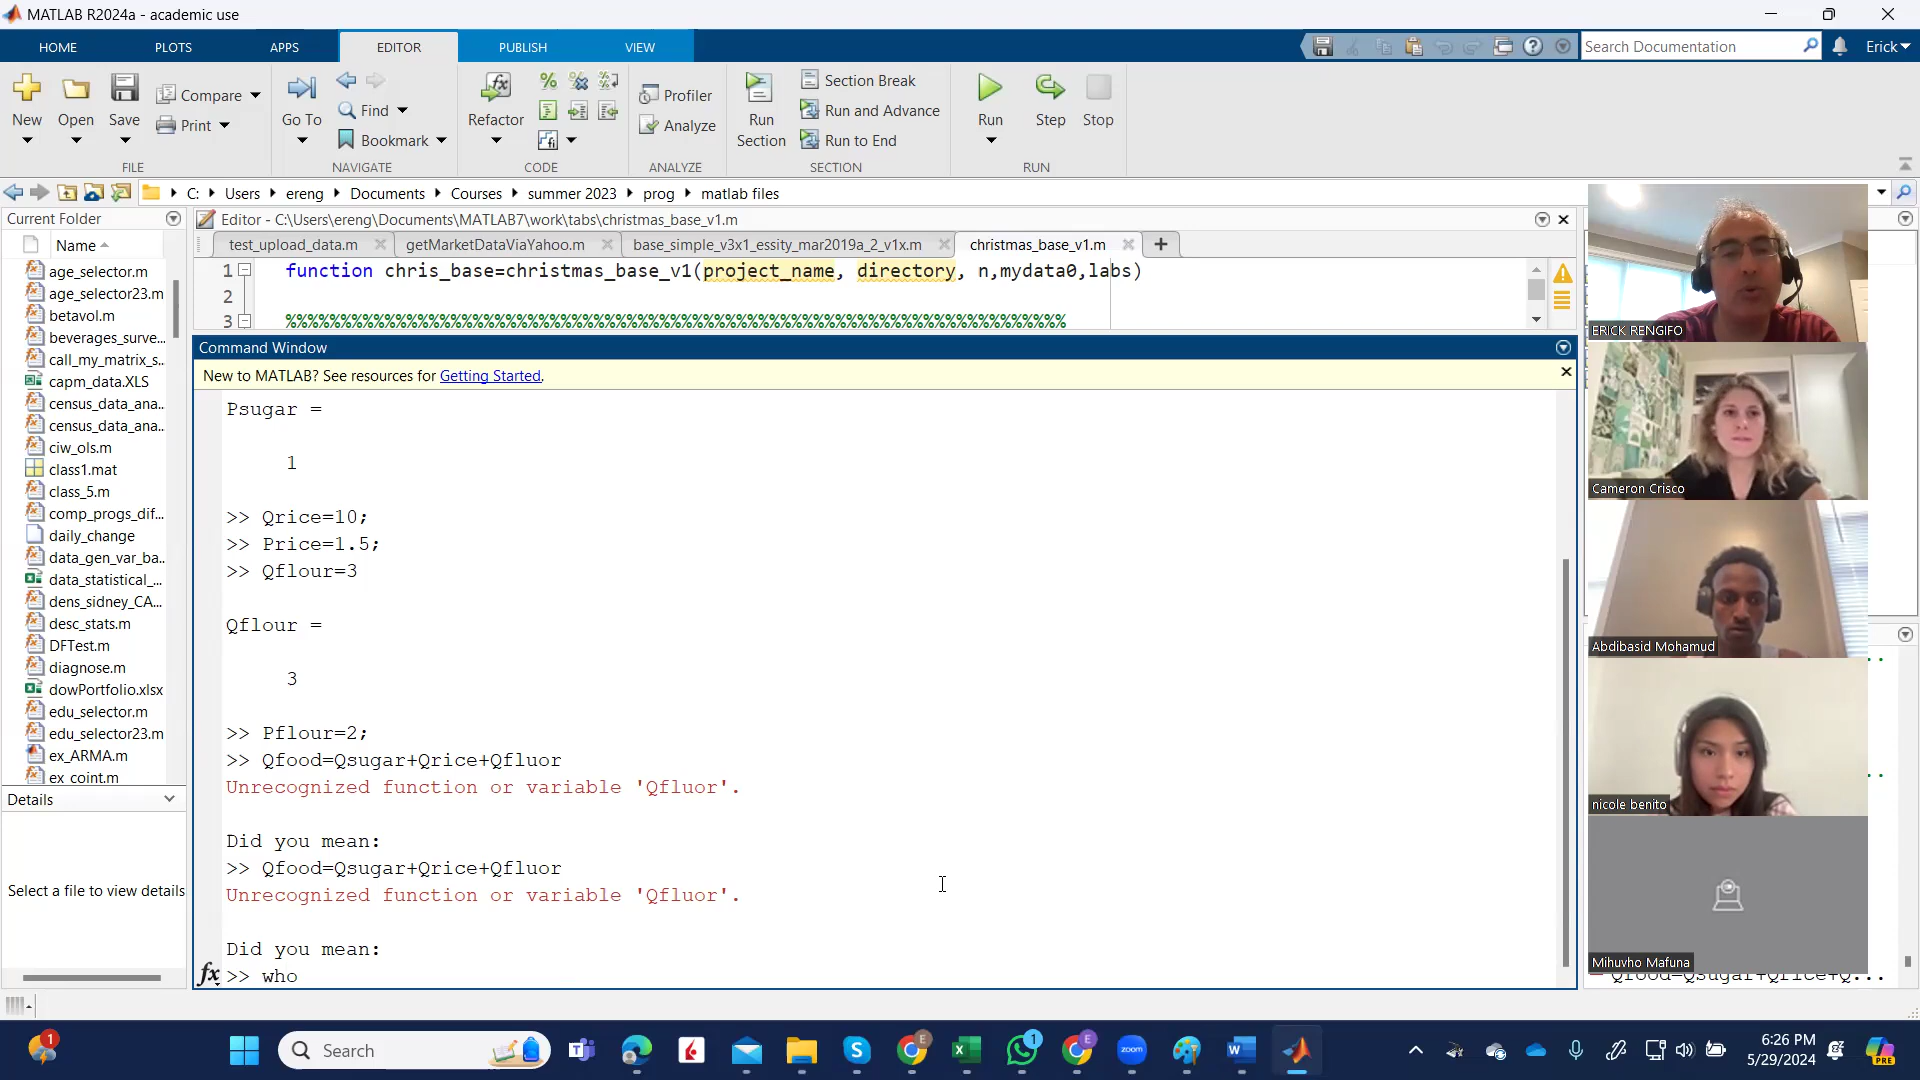 MATLAB R2024a - academic use
HOME PLOTS APPS EDITOR PUBLISH VIEW
Search Documentation
Erick
New Open Save Compare Print
FILE
Go To Find Bookmark
NAVIGATE
Refactor
CODE
Profiler
Analyze
ANALYZE
Run Section
Section Break
Run and Advance
Run to End
SECTION
Run Step Stop
RUN
C: Users ereng Documents Courses summer 2023 prog matlab files
Current Folder
Name
age_selector.m
age_selector23.m
betavol.m
beverages_surve...
call_my_matrix_s...
capm_data.XLS
census_data_ana...
census_data_ana...
ciw_ols.m
class1.mat
class_5.m
comp_progs_dif...
daily_change
data_gen_var_ba...
data_statistical_...
dens_sidney_CA...
desc_stats.m
DFTest.m
diagnose.m
dowPortfolio.xlsx
edu_selector.m
edu_selector23.m
ex_ARMA.m
ex_coint.m
Details
Select a file to view details
Editor - C:\Users\ereng\Documents\MATLAB7\work\tabs\christmas_base_v1.m
test_upload_data.m getMarketDataViaYahoo.m base_simple_v3x1_essity_mar2019a_2_v1x.m christmas_base_v1.m
1 function chris_base=christmas_base_v1(project_name, directory, n,mydata0,labs)
2
3 %%%%%%%%%%%%%%%%%%%%%%%%%%%%%%%%%%%%%%%%%%%%%%%%%%%%%%%%%%%%%%%%%
Command Window
New to MATLAB? See resources for Getting Started.
Psugar =
1
>> Qrice=10;
>> Price=1.5;
>> Qflour=3
Qflour =
3
>> Pflour=2;
>> Qfood=Qsugar+Qrice+Qfluor
Unrecognized function or variable 'Qfluor'.
Did you mean:
>> Qfood=Qsugar+Qrice+Qfluor
Unrecognized function or variable 'Qfluor'.
Did you mean:
fx >> who
ERICK RENGIFO
Cameron Crisco
Abdibasid Mohamud
nicole benito
Mihuvho Mafuna
Qfood=Qsugar+Qrice+Q...
1
Search
zoom
1
6:26 PM
5/29/2024
PRE